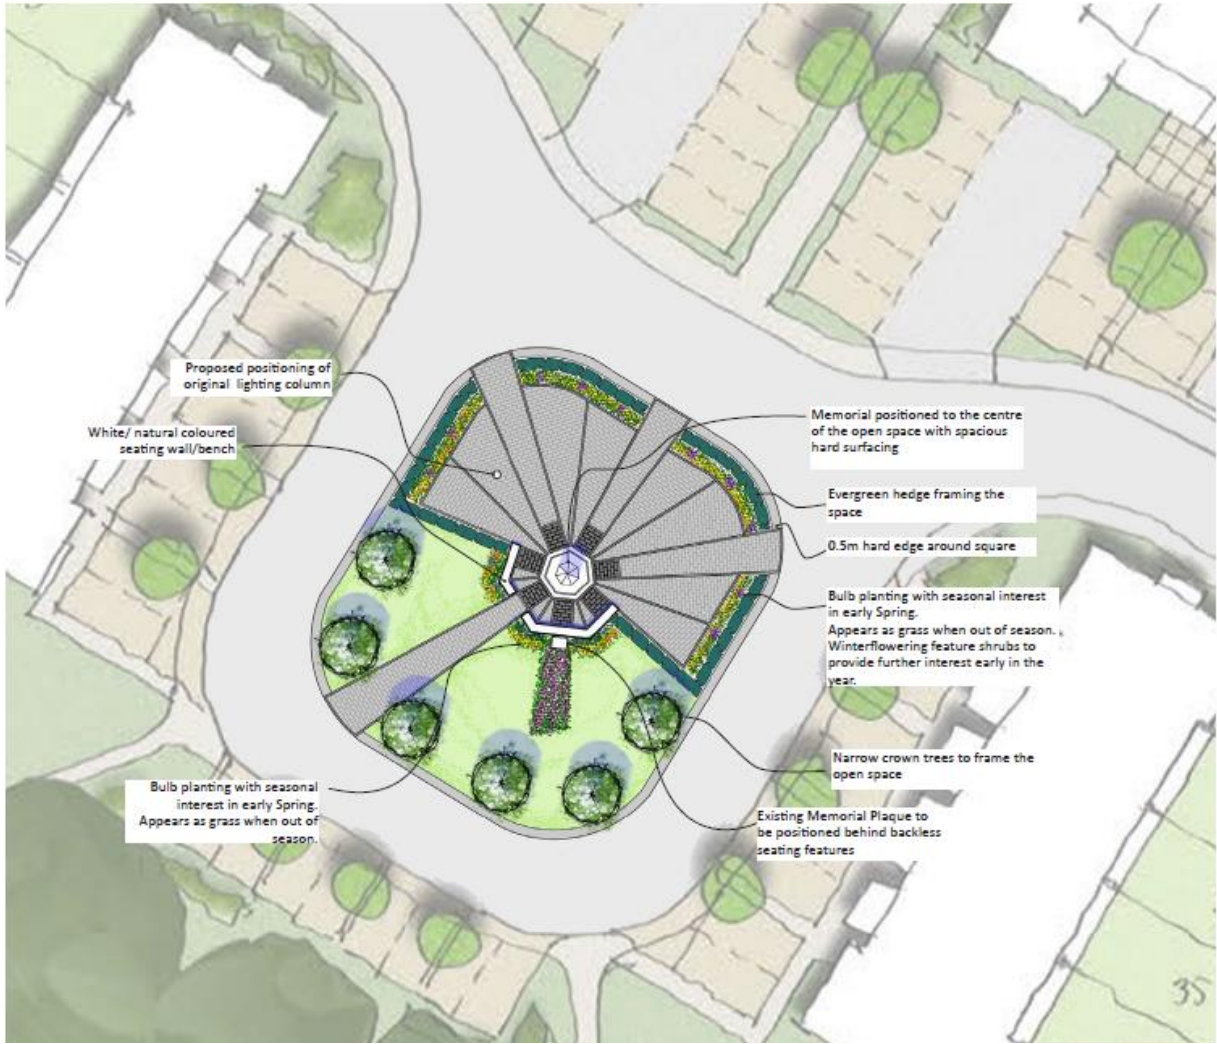 Proposed positioning of
original lighting column
White/ natural coloured
seating wall/bench
Memorial positioned to the centre
of the open space with spacious
hard surfacing
Evergreen hedge framing the
space
0.5m hard edge around square
Bulb planting with seasonal interest
in early Spring.
Appears as grass when out of season.
Winterflowering feature shrubs to
provide further interest early in the
year.
Narrow crown trees to frame the
open space
Bulb planting with seasonal
interest in early Spring.
Appears as grass when out of
season.
Existing Memorial Plaque to
be positioned behind backless
seating features
35